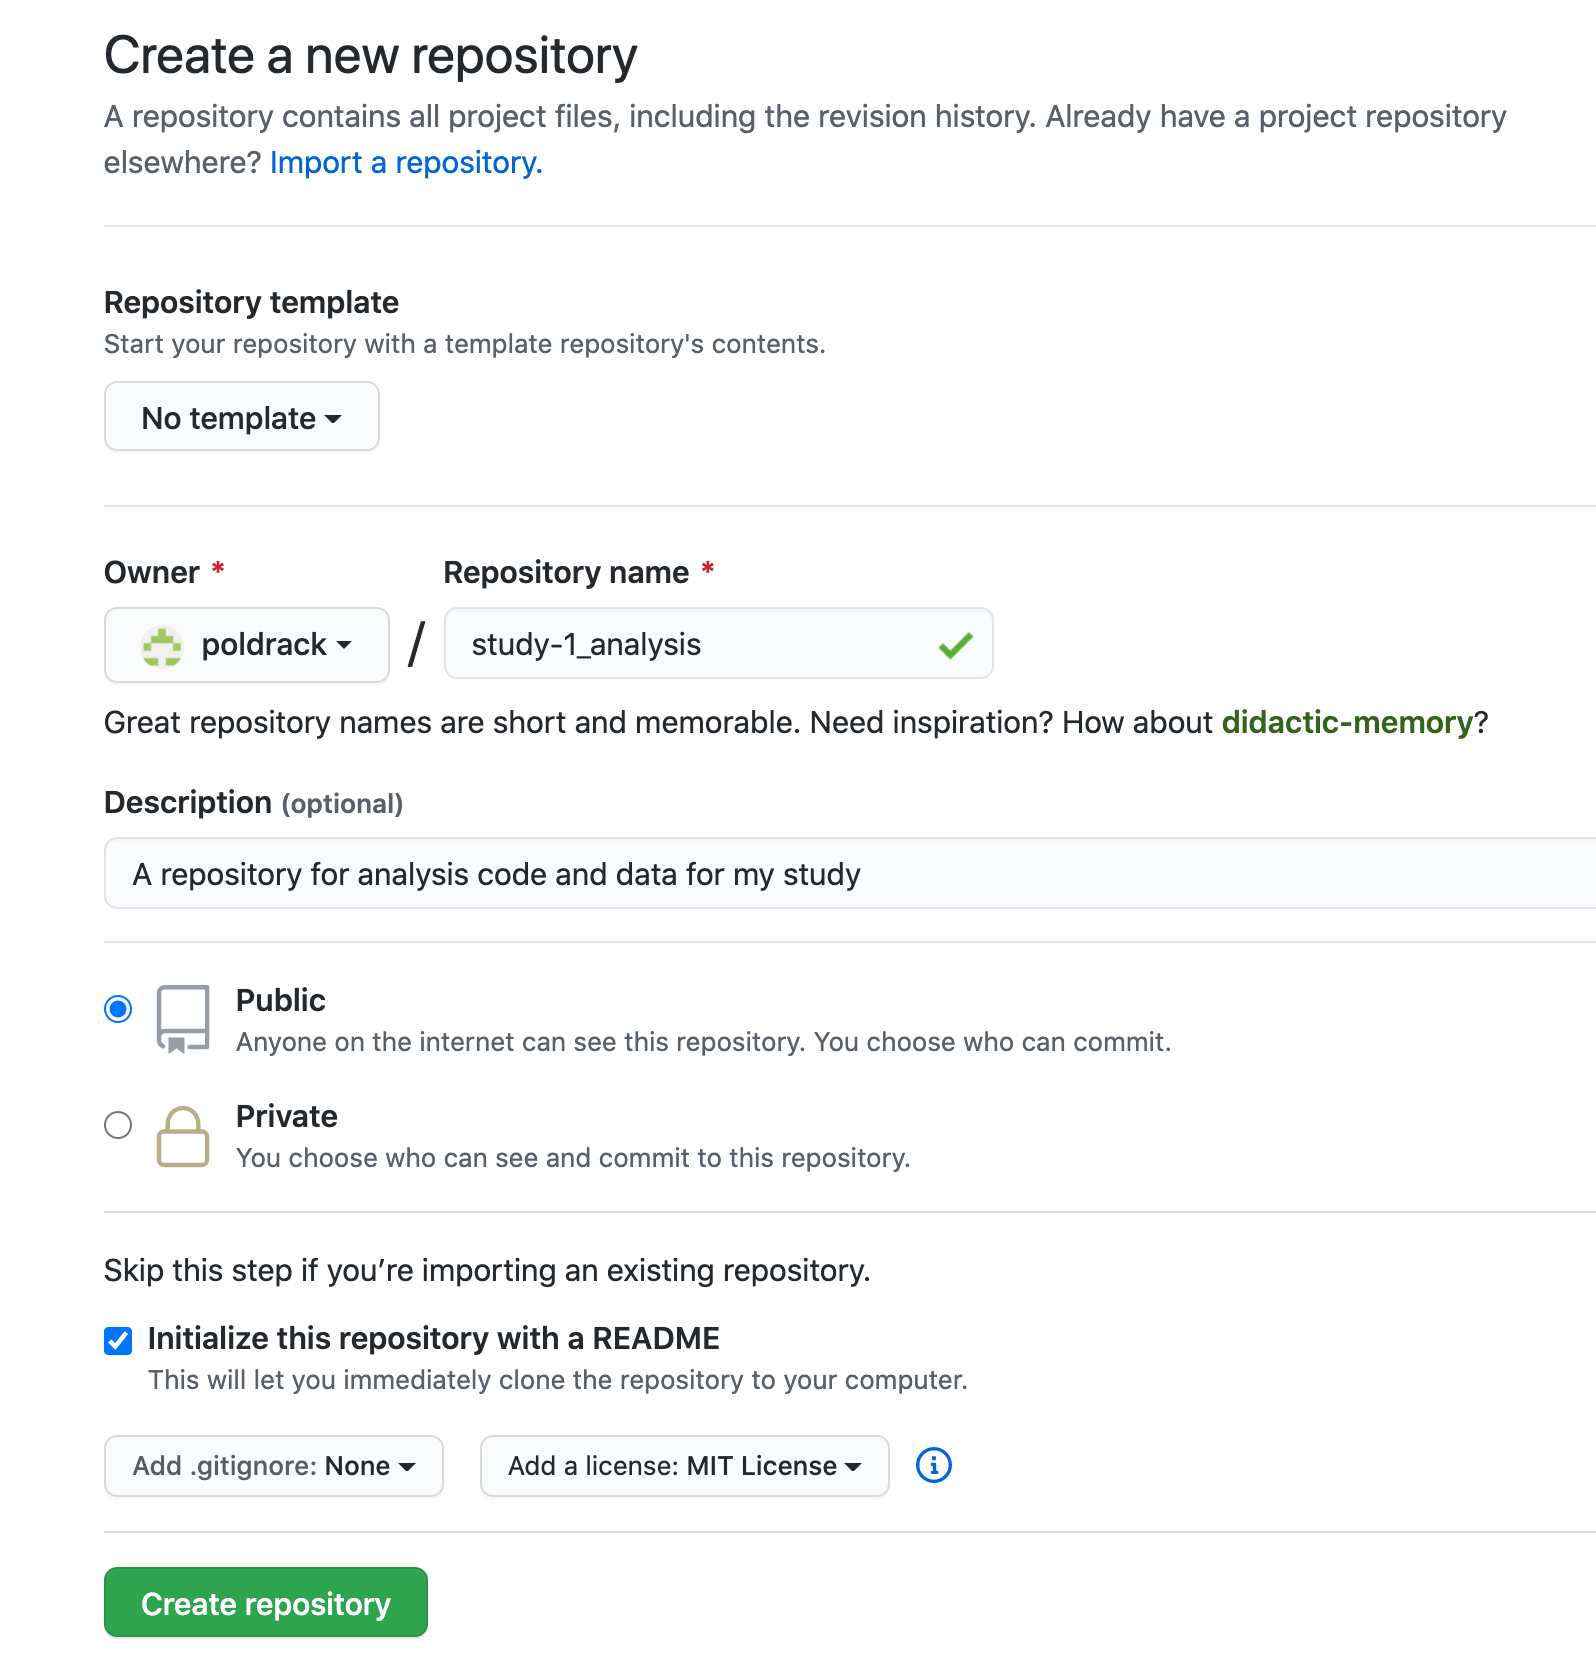 Create a new repository
A repository contains all project files, including the revision history. Already have a project repository
elsewhere? Import a repository.
Repository template
Start your repository with a template repository's contents.
No template
Owner * Repository name *
poldrack / study-1_analysis
Great repository names are short and memorable. Need inspiration? How about didactic-memory?
Description (optional)
A repository for analysis code and data for my study
Public
Anyone on the internet can see this repository. You choose who can commit.
Private
You choose who can see and commit to this repository.
Skip this step if you’re importing an existing repository.
Initialize this repository with a README
This will let you immediately clone the repository to your computer.
Add .gitignore: None Add a license: MIT License
Create repository